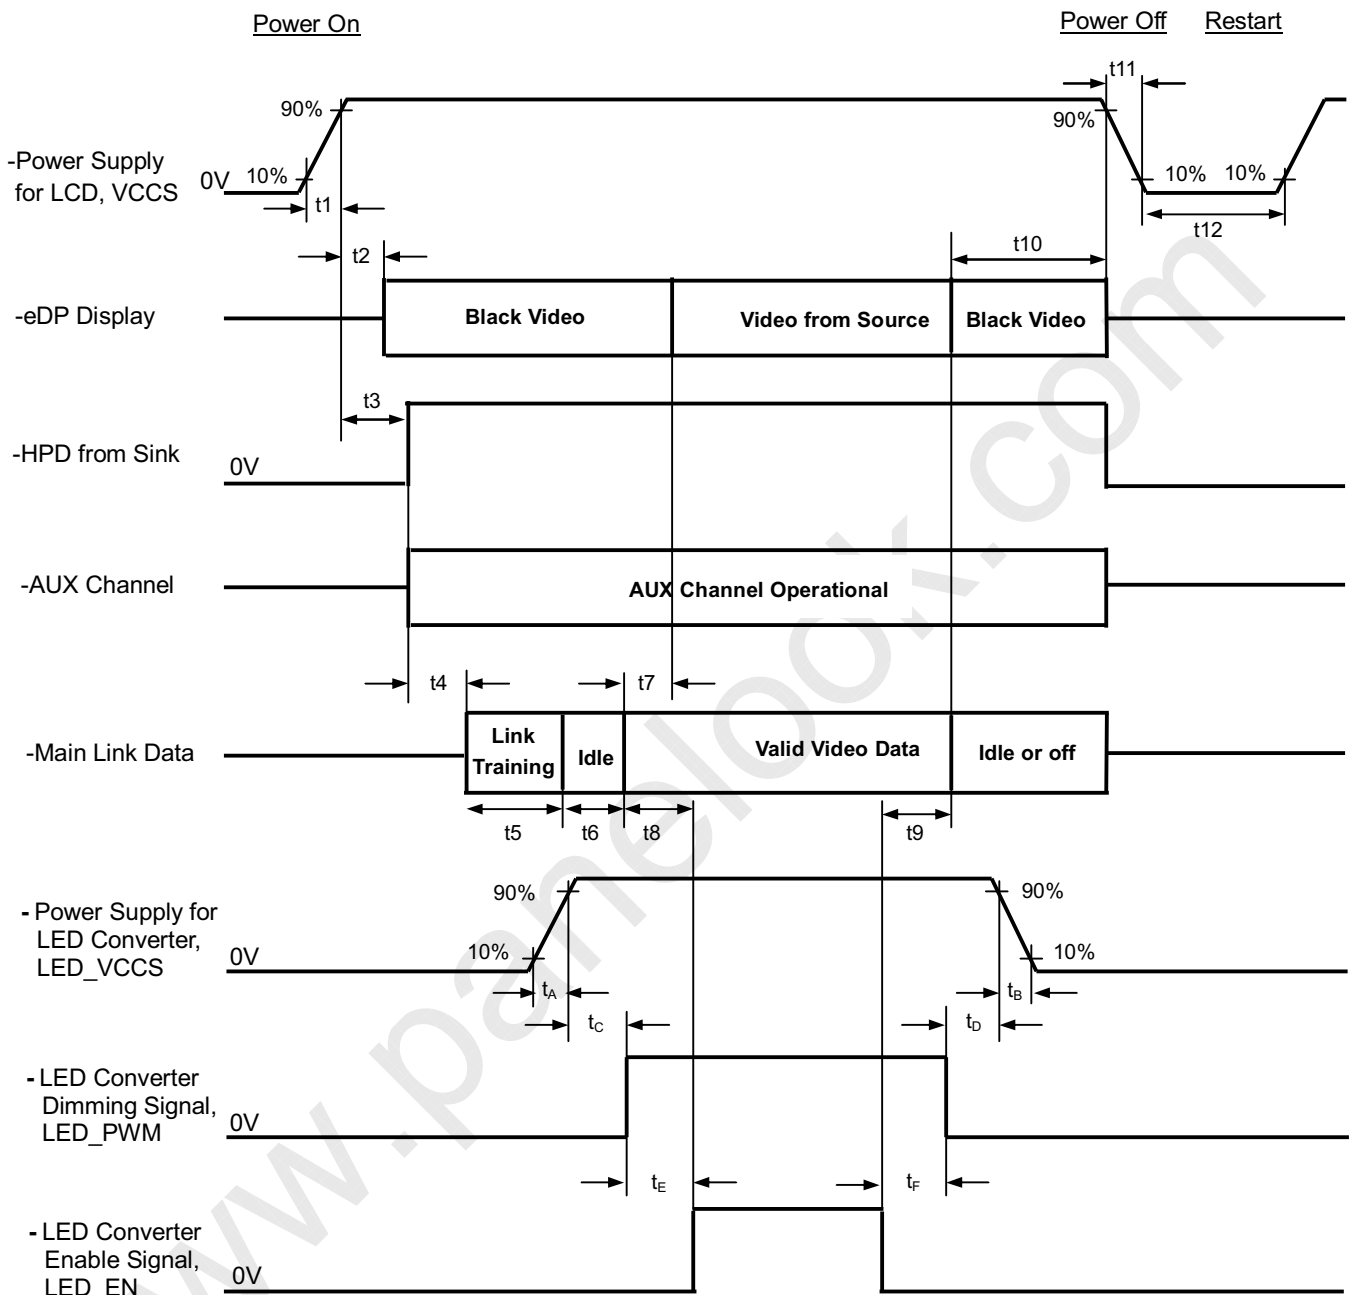 Power On
Power Off
Restart
t11
90%
90%
-Power Supply
for LCD, VCCS
0V
10%
10%
10%
t1
t12
t2
t10
-eDP Display
Black Video
Video from Source
Black Video
t3
-HPD from Sink
0V
-AUX Channel
AUX Channel Operational
t4
t7
-Main Link Data
Link
Training
Idle
Valid Video Data
Idle or off
t5
t6
t8
t9
90%
90%
- Power Supply for
LED Converter,
LED_VCCS
0V
10%
10%
tA
tB
tC
tD
- LED Converter
Dimming Signal,
LED_PWM
0V
tE
tF
- LED Converter
Enable Signal,
LED_EN
0V
www.panelook.com